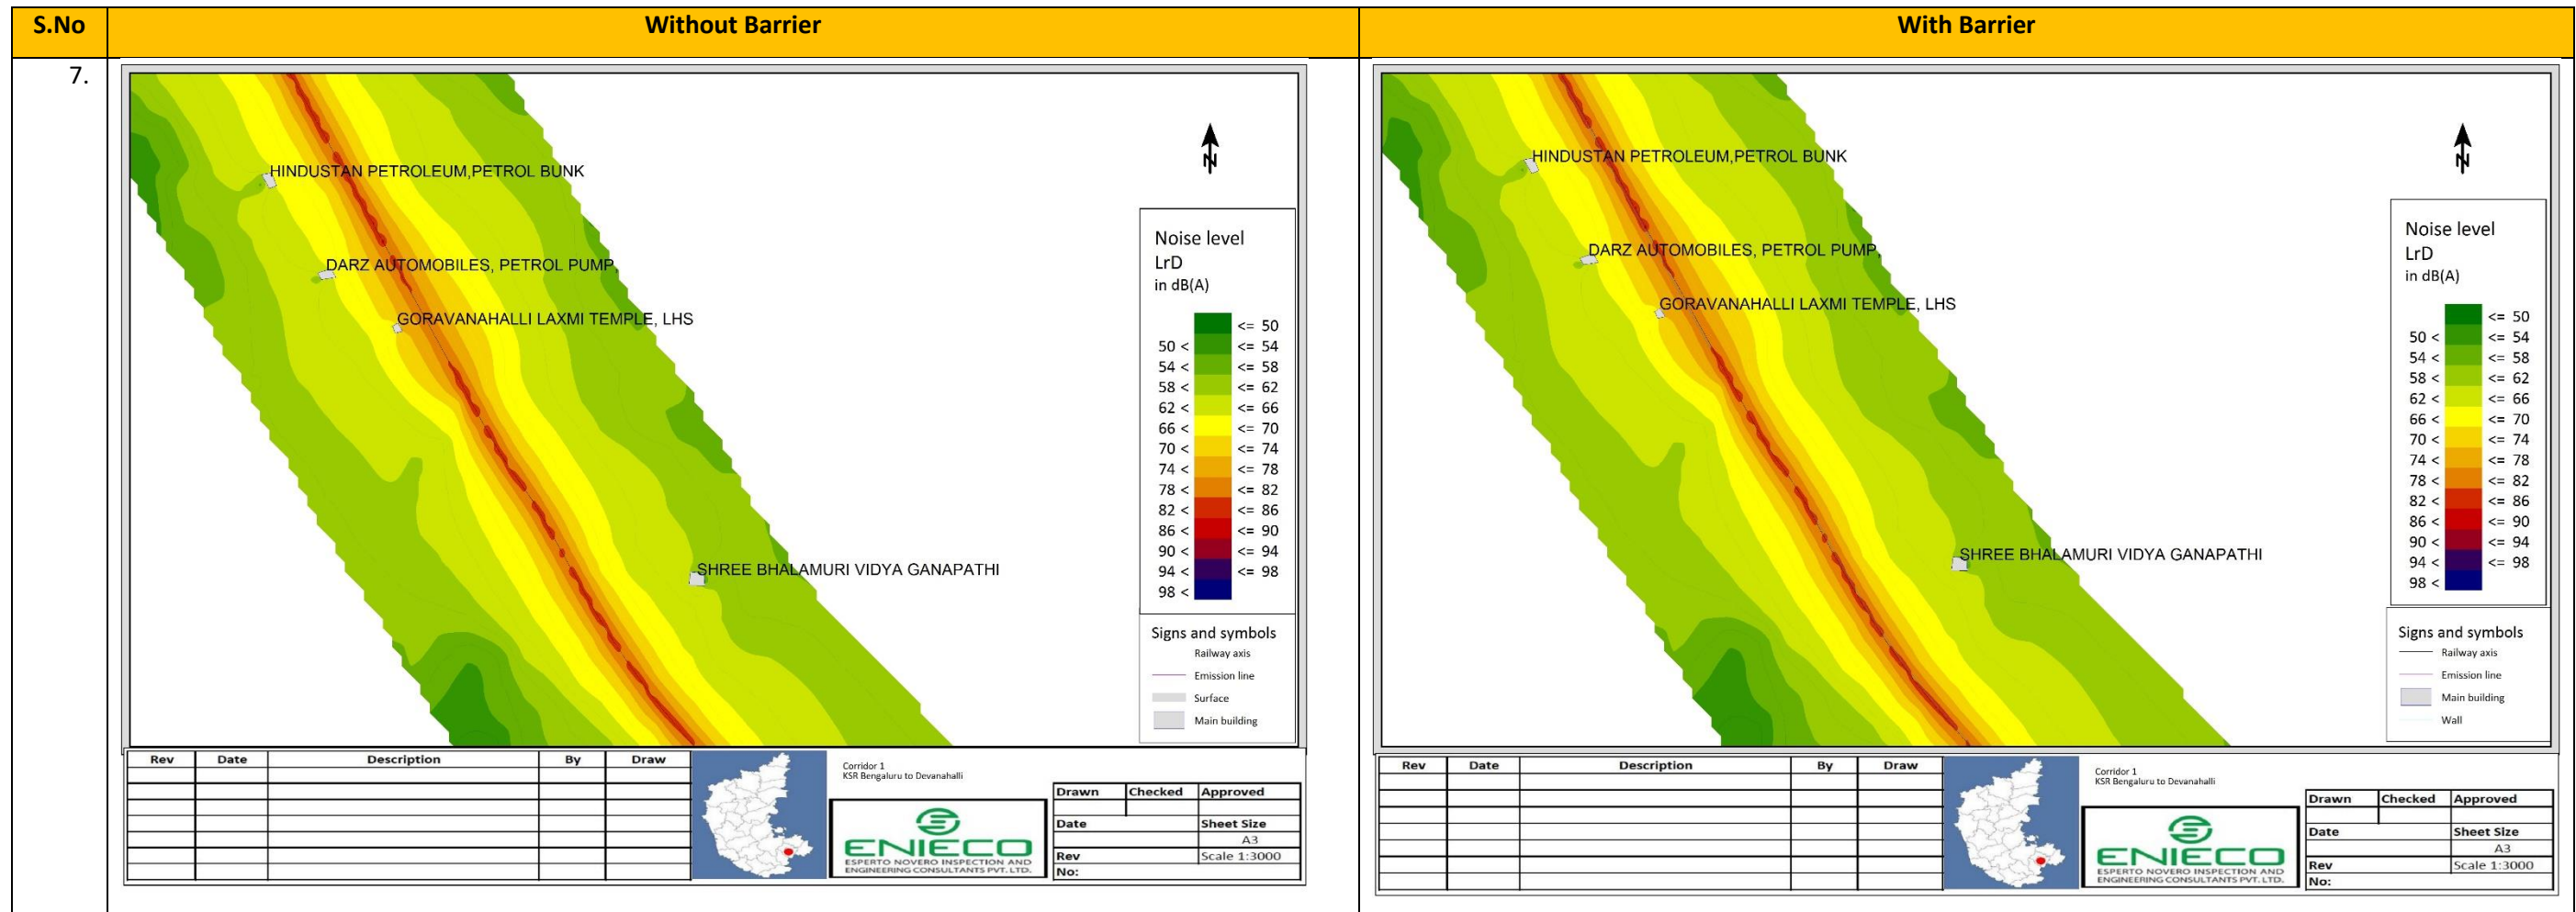 S.No Without Barrier With Barrier
7.
HINDUSTAN PETROLEUM,PETROL BUNK
DARZ AUTOMOBILES, PETROL PUMP,
GORAVANAHALLI LAXMI TEMPLE, LHS
SHREE BHALAMURI VIDYA GANAPATHI
N
Noise level
LrD
in dB(A)
<= 50
50 < <= 54
54 < <= 58
58 < <= 62
62 < <= 66
66 < <= 70
70 < <= 74
74 < <= 78
78 < <= 82
82 < <= 86
86 < <= 90
90 < <= 94
94 < <= 98
98 <
Signs and symbols
Railway axis
Emission line
Surface
Main building
Rev Date Description By Draw
Corridor 1
KSR Bengaluru to Devanahalli
ENIECO
ESPERTO NOVERO INSPECTION AND
ENGINEERING CONSULTANTS PVT. LTD.
Drawn Checked Approved
Date Sheet Size
A3
Rev Scale 1:3000
No:
HINDUSTAN PETROLEUM,PETROL BUNK
DARZ AUTOMOBILES, PETROL PUMP,
GORAVANAHALLI LAXMI TEMPLE, LHS
SHREE BHALAMURI VIDYA GANAPATHI
N
Noise level
LrD
in dB(A)
<= 50
50 < <= 54
54 < <= 58
58 < <= 62
62 < <= 66
66 < <= 70
70 < <= 74
74 < <= 78
78 < <= 82
82 < <= 86
86 < <= 90
90 < <= 94
94 < <= 98
98 <
Signs and symbols
Railway axis
Emission line
Main building
Wall
Rev Date Description By Draw
Corridor 1
KSR Bengaluru to Devanahalli
ENIECO
ESPERTO NOVERO INSPECTION AND
ENGINEERING CONSULTANTS PVT. LTD.
Drawn Checked Approved
Date Sheet Size
A3
Rev Scale 1:3000
No: